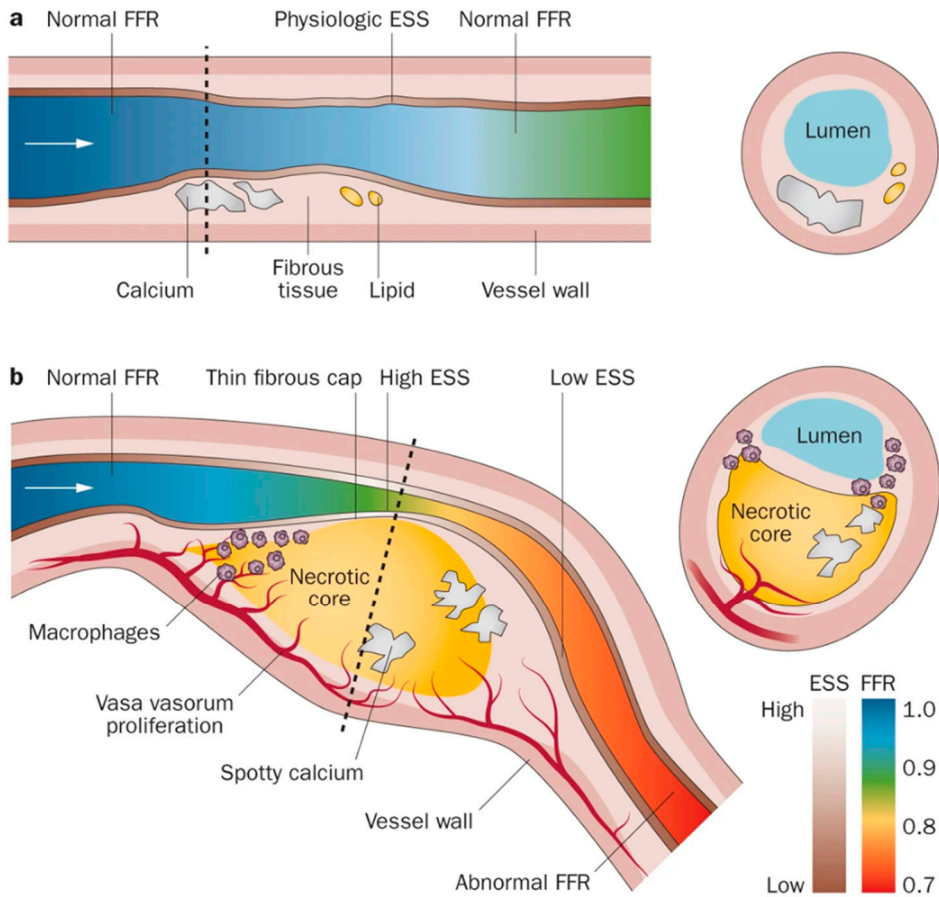 a
Normal FFR
Physiologic ESS
Normal FFR
Lumen
Calcium
Fibrous
tissue
Lipid
Vessel wall
b
Normal FFR
Thin fibrous cap
High ESS
Low ESS
Lumen
Necrotic
core
Necrotic
core
Macrophages
Vasa vasorum
proliferation
Spotty calcium
Vessel wall
Abnormal FFR
ESS FFR
High
1.0
0.9
0.8
Low
0.7